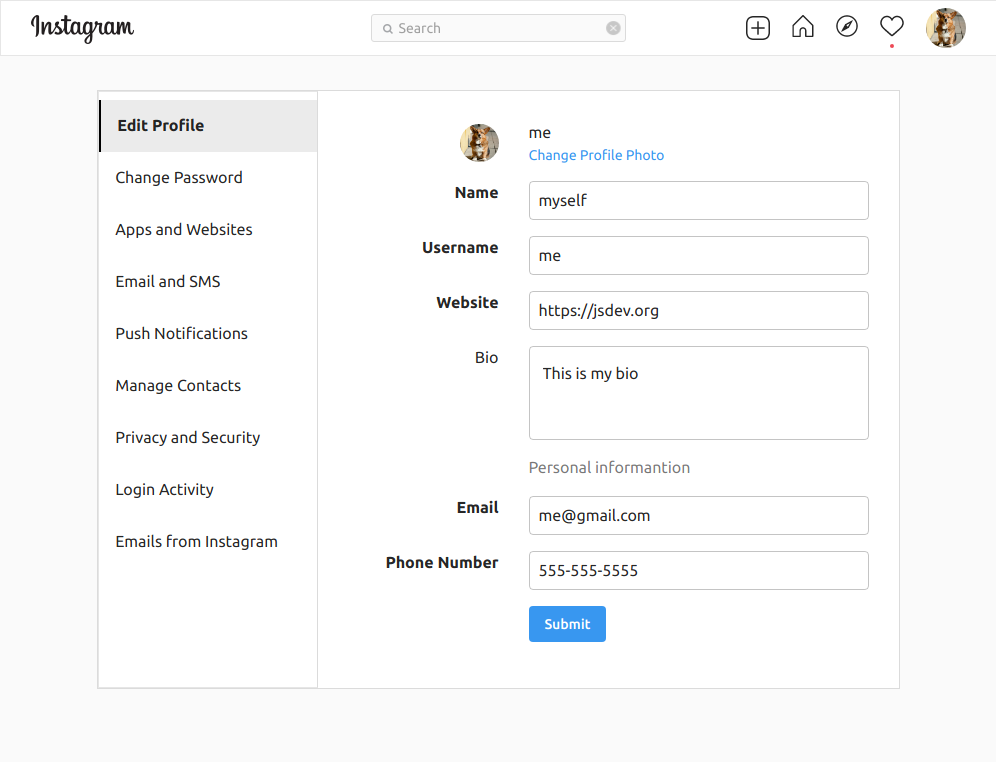 Instagram
Search
Edit Profile
Change Password
Apps and Websites
Email and SMS
Push Notifications
Manage Contacts
Privacy and Security
Login Activity
Emails from Instagram
me
Change Profile Photo
Name
myself
Username
me
Website
https://jsdev.org
Bio
This is my bio
Personal informantion
Email
me@gmail.com
Phone Number
555-555-5555
Submit